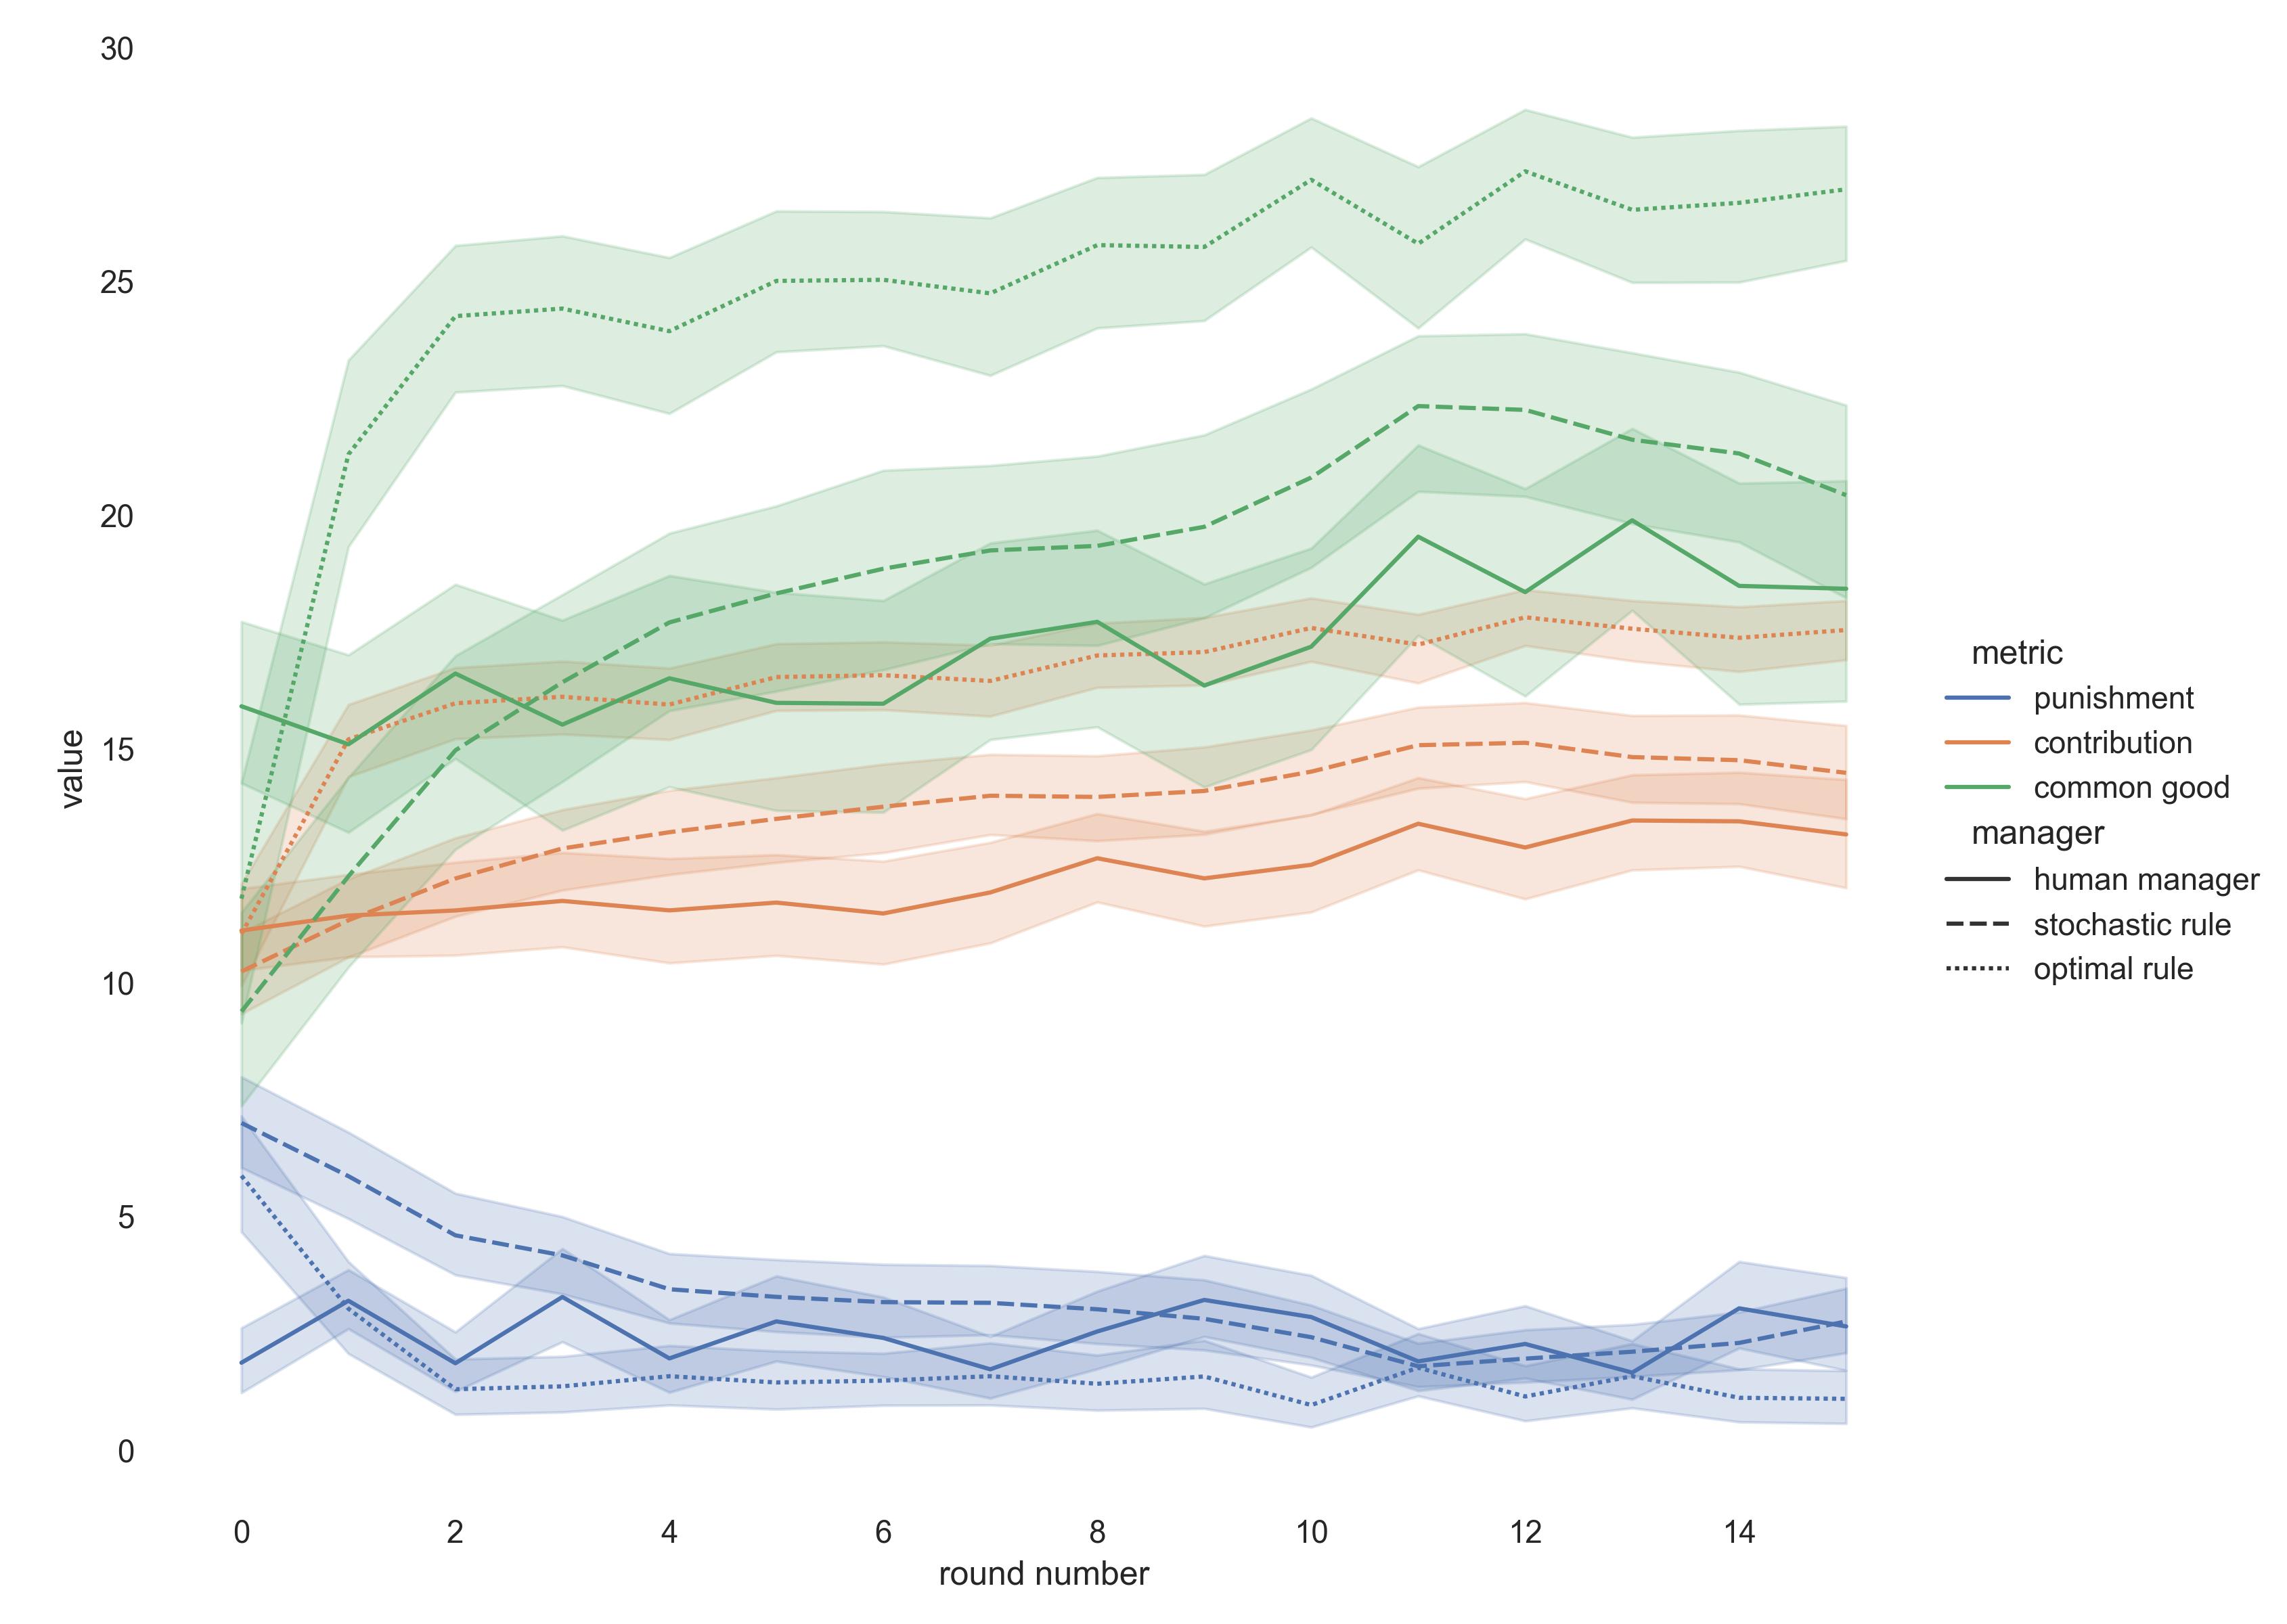 30
25
20
15
10
5
0
value
0 2 4 6 8 10 12 14
round number
metric
punishment
contribution
common good
manager
human manager
stochastic rule
optimal rule